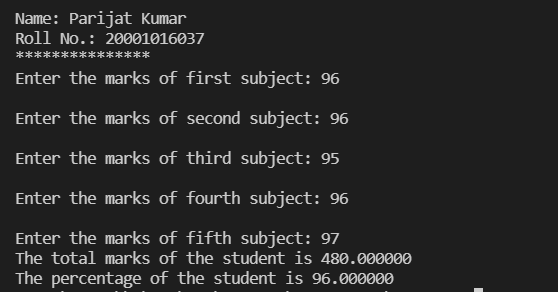 Name: Parijat Kumar
Roll No.: 20001016037
***************
Enter the marks of first subject: 96
Enter the marks of second subject: 96
Enter the marks of third subject: 95
Enter the marks of fourth subject: 96
Enter the marks of fifth subject: 97
The total marks of the student is 480.000000
The percentage of the student is 96.000000